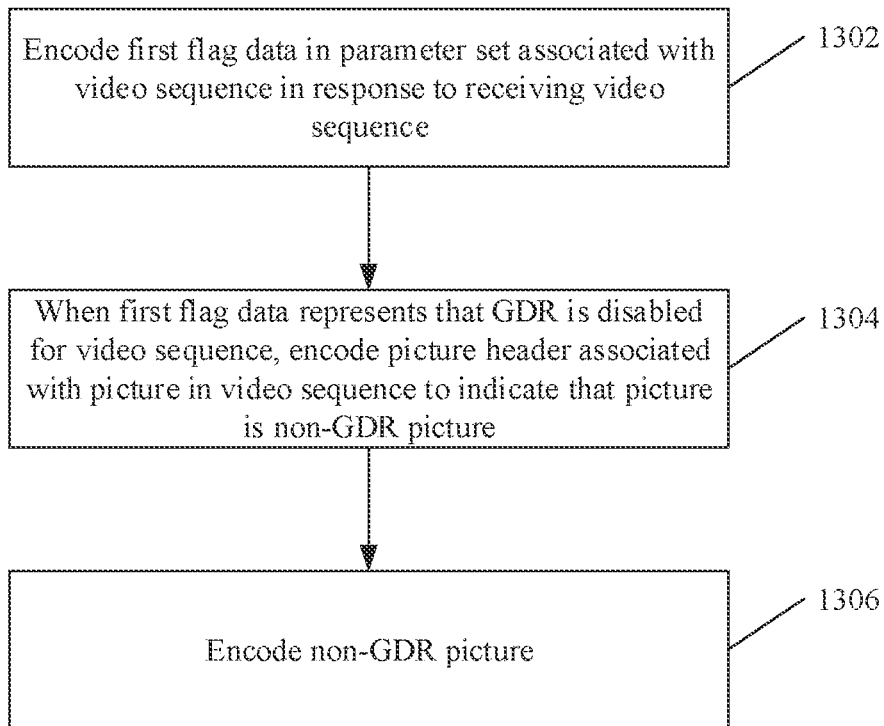 Encode first flag data in parameter set associated with
video sequence in response to receiving video
sequence
1302
When first flag data represents that GDR is disabled
for video sequence, encode picture header associated
with picture in video sequence to indicate that picture
is non-GDR picture
1304
Encode non-GDR picture
1306